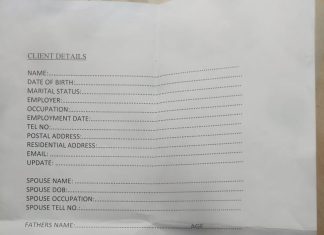 CLIENT DETAILS
NAME:
DATE OF BIRTH:
MARITAL STATUS:
EMPLOYER:
OCCUPATION:
EMPLOYMENT DATE:
TEL NO:
POSTAL ADDRESS:
RESIDENTIAL ADDRESS:
EMAIL:
UPDATE:
SPOUSE NAME:
SPOUSE DOB:
SPOUSE OCCUPATION:
SPOUSE TELL NO:
FATHERS NAME: AGE